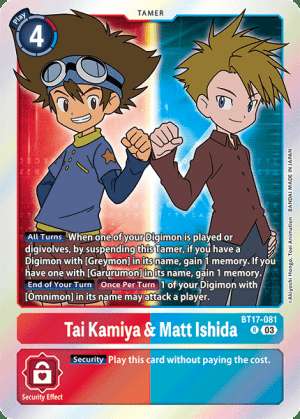 Play
4
TAMER
All Turns When one of your Digimon is played or
digivolves, by suspending this Tamer, if you have a
Digimon with [Greymon] in its name, gain 1 memory. If you
have one with [Garurumon] in its name, gain 1 memory.
End of Your Turn Once Per Turn 1 of your Digimon with
[Omnimon] in its name may attack a player.
©Akiyoshi Hongo, Toei Animation BANDAI MADE IN JAPAN
BT17-081
Tai Kamiya & Matt Ishida
R 03
Security Play this card without paying the cost.
Security Effect